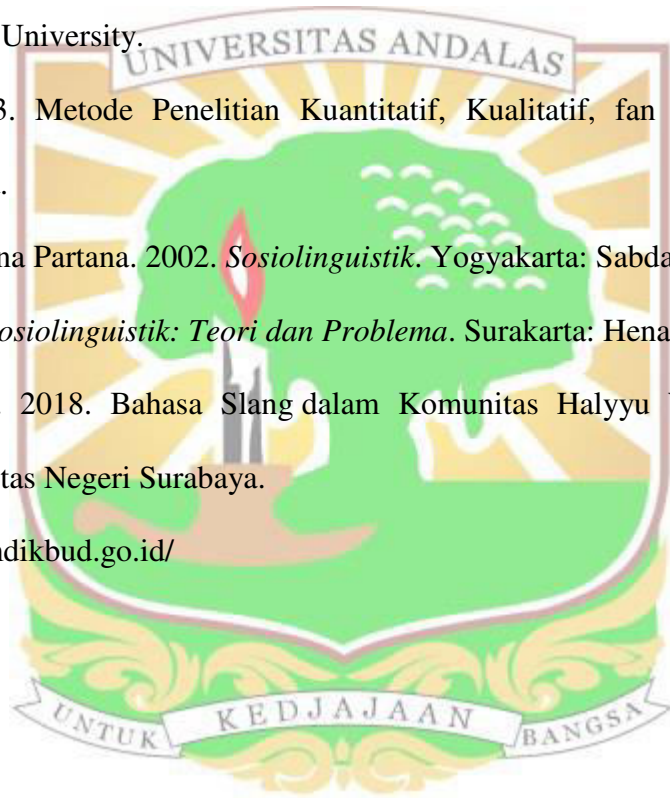 University.
UNIVERSITAS ANDALAS
3. Metode Penelitian Kuantitatif, Kualitatif, fan
na Partana. 2002. Sosiolinguistik. Yogyakarta: Sabda
osiolinguistik: Teori dan Problema. Surakarta: Hena
2018. Bahasa Slang dalam Komunitas Halyyu
tas Negeri Surabaya.
ndikbud.go.id/
UNTUK KEDJAJAAN BANGSA